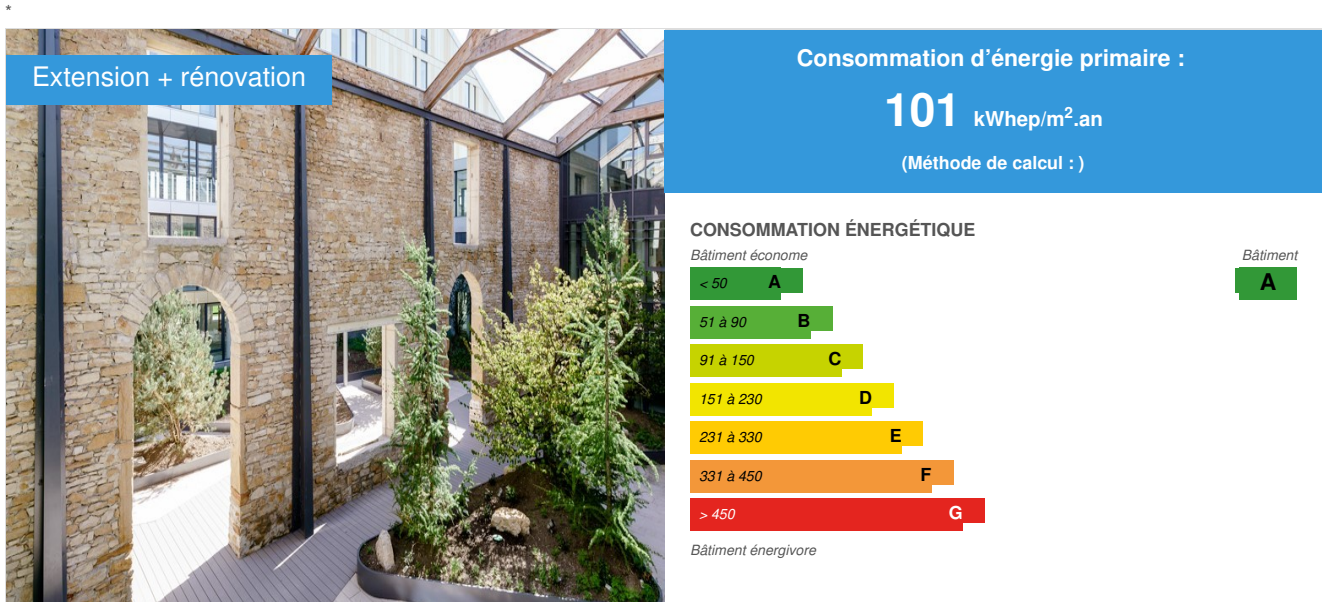 *
Extension + rénovation
Consommation d'énergie primaire :
101 kWhep/m².an
(Méthode de calcul : )
CONSOMMATION ÉNERGÉTIQUE
Bâtiment économe
Bâtiment
< 50 A
A
51 à 90 B
91 à 150 C
151 à 230 D
231 à 330 E
331 à 450 F
> 450 G
Bâtiment énergivore